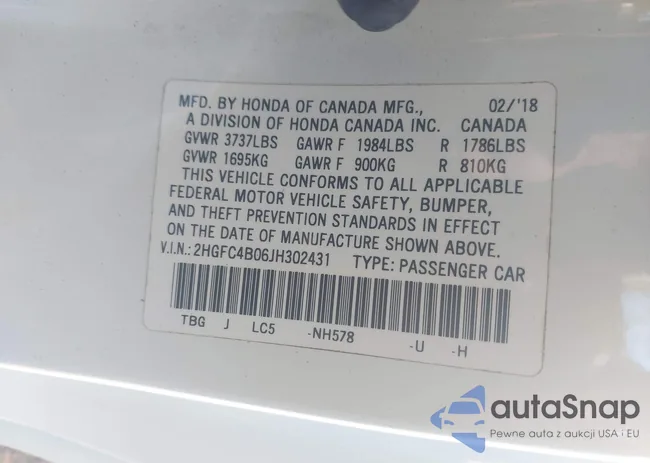 MFD. BY HONDA OF CANADA MFG., 02/'18
A DIVISION OF HONDA CANADA INC. CANADA
GVWR 3737LBS GAWR F 1984LBS R 1786LBS
GVWR 1695KG GAWR F 900KG R 810KG
THIS VEHICLE CONFORMS TO ALL APPLICABLE
FEDERAL MOTOR VEHICLE SAFETY, BUMPER,
AND THEFT PREVENTION STANDARDS IN EFFECT
ON THE DATE OF MANUFACTURE SHOWN ABOVE.
V.I.N.: 2HGFC4B06JH302431 TYPE: PASSENGER CAR
TBG J LC5 -NH578 -U -H
autaSnap
Pewne auta z aukcji USA i EU